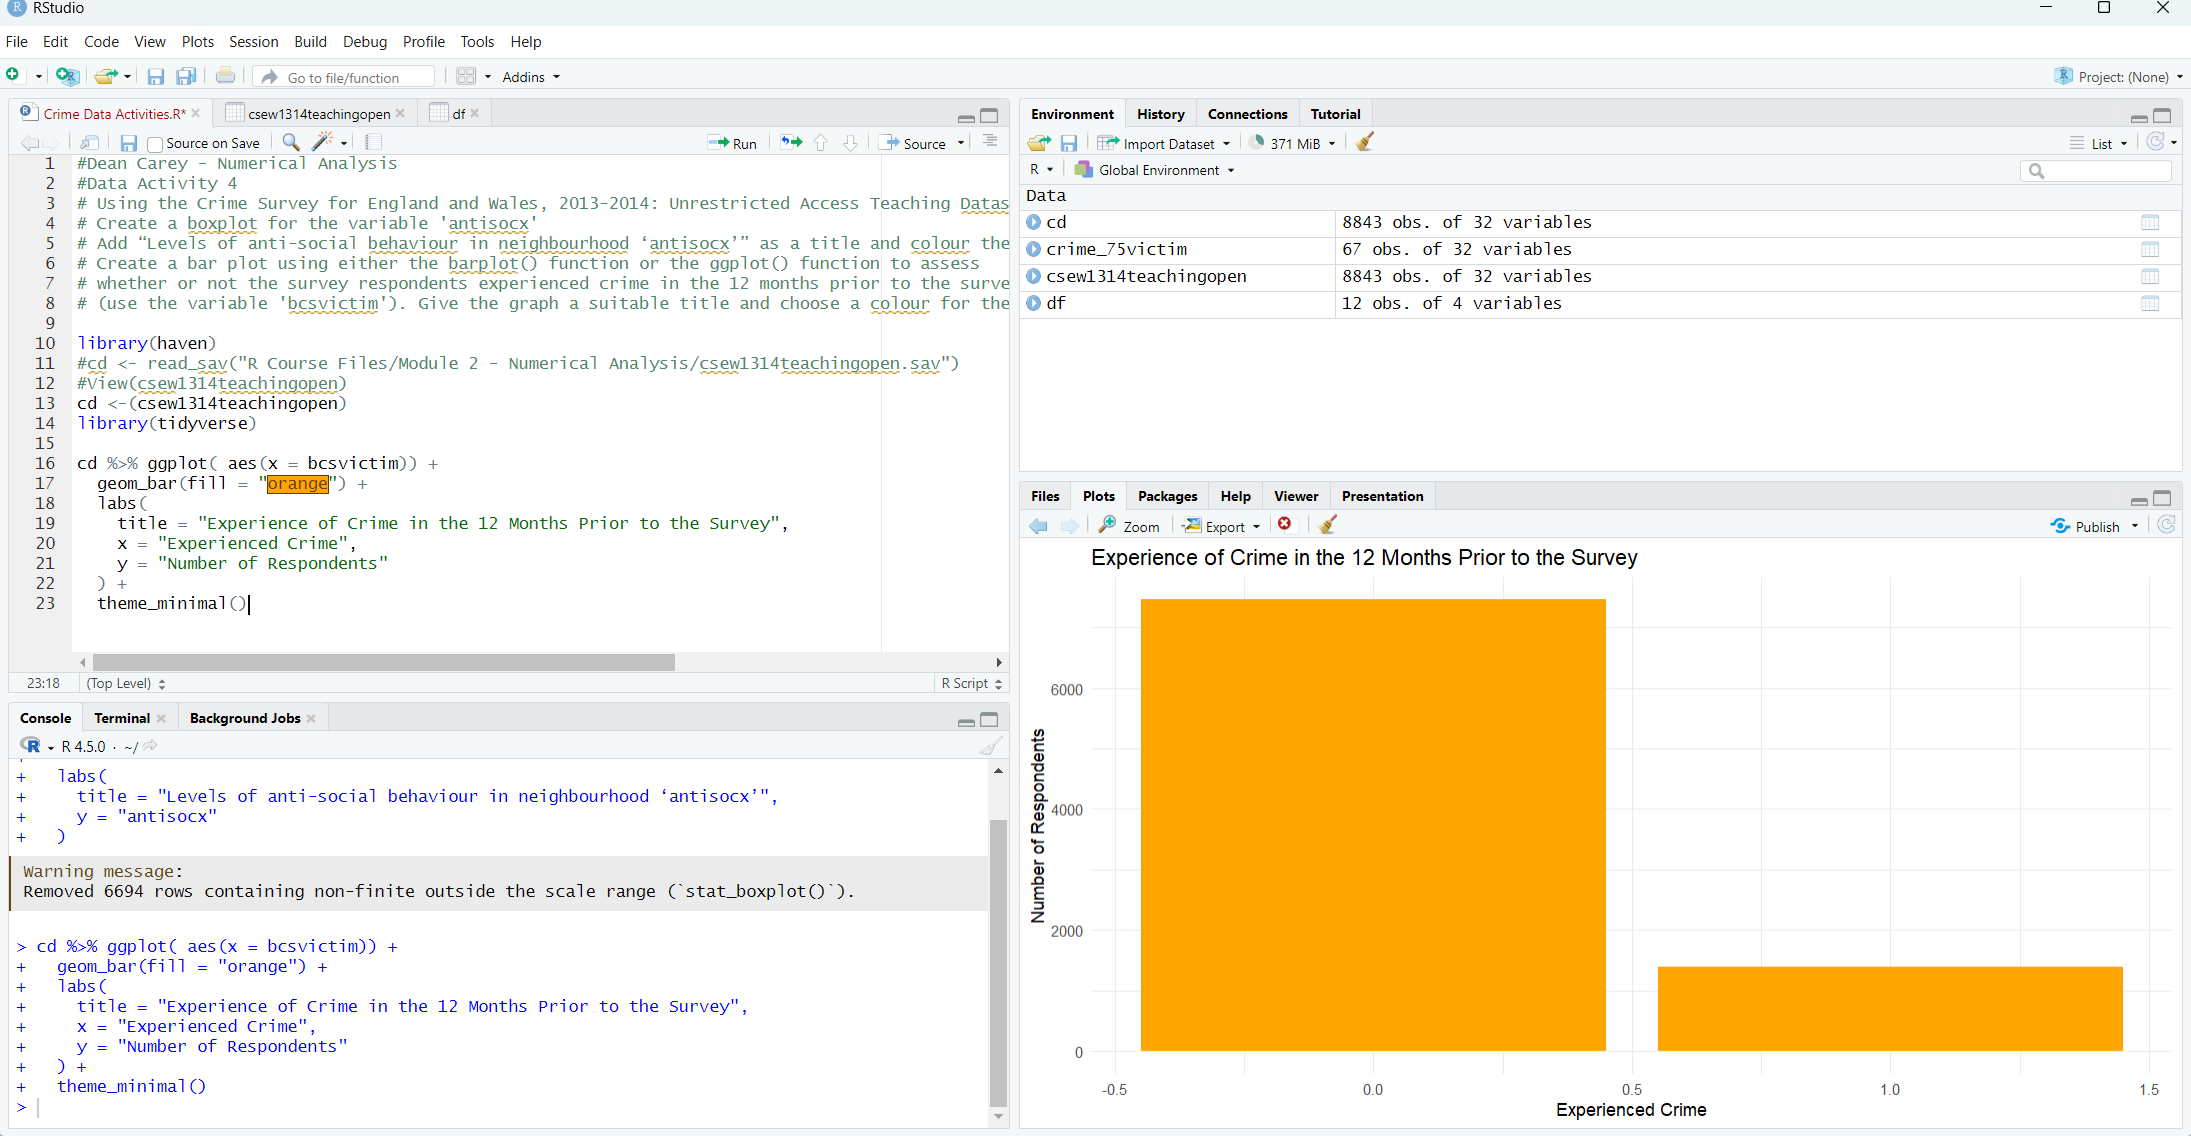 RStudio
File Edit Code View Plots Session Build Debug Profile Tools Help
Go to file/function Addins Project: (None)
Crime Data Activities.R* csew1314teachingopen df
Source on Save Run Source
1 #Dean Carey - Numerical Analysis
2 #Data Activity 4
3 # Using the Crime Survey for England and Wales, 2013-2014: Unrestricted Access Teaching Datas
4 # Create a boxplot for the variable 'antisocx'
5 # Add “Levels of anti-social behaviour in neighbourhood ‘antisocx’” as a title and colour the
6 # Create a bar plot using either the barplot() function or the ggplot() function to assess
7 # whether or not the survey respondents experienced crime in the 12 months prior to the surve
8 # (use the variable 'bcsvictim'). Give the graph a suitable title and choose a colour for the
9
10 library(haven)
11 #cd <- read_sav("R Course Files/Module 2 - Numerical Analysis/csew1314teachingopen.sav")
12 #View(csew1314teachingopen)
13 cd <-(csew1314teachingopen)
14 library(tidyverse)
15
16 cd %>% ggplot( aes(x = bcsvictim)) +
17 geom_bar(fill = "orange") +
18 labs(
19 title = "Experience of Crime in the 12 Months Prior to the Survey",
20 x = "Experienced Crime",
21 y = "Number of Respondents"
22 ) +
23 theme_minimal()
23:18 (Top Level) R Script
Console Terminal Background Jobs
R 4.5.0 · ~/
+ labs(
+ title = "Levels of anti-social behaviour in neighbourhood ‘antisocx’",
+ y = "antisocx"
+ )
Warning message:
Removed 6694 rows containing non-finite outside the scale range (`stat_boxplot()`).
> cd %>% ggplot( aes(x = bcsvictim)) +
+ geom_bar(fill = "orange") +
+ labs(
+ title = "Experience of Crime in the 12 Months Prior to the Survey",
+ x = "Experienced Crime",
+ y = "Number of Respondents"
+ ) +
+ theme_minimal()
>
Environment History Connections Tutorial
Import Dataset 371 MiB List
R Global Environment
Data
cd 8843 obs. of 32 variables
crime_75victim 67 obs. of 32 variables
csew1314teachingopen 8843 obs. of 32 variables
df 12 obs. of 4 variables
Files Plots Packages Help Viewer Presentation
Zoom Export Publish
Experience of Crime in the 12 Months Prior to the Survey
Number of Respondents
6000
4000
2000
0
-0.5 0.0 0.5 1.0 1.5
Experienced Crime